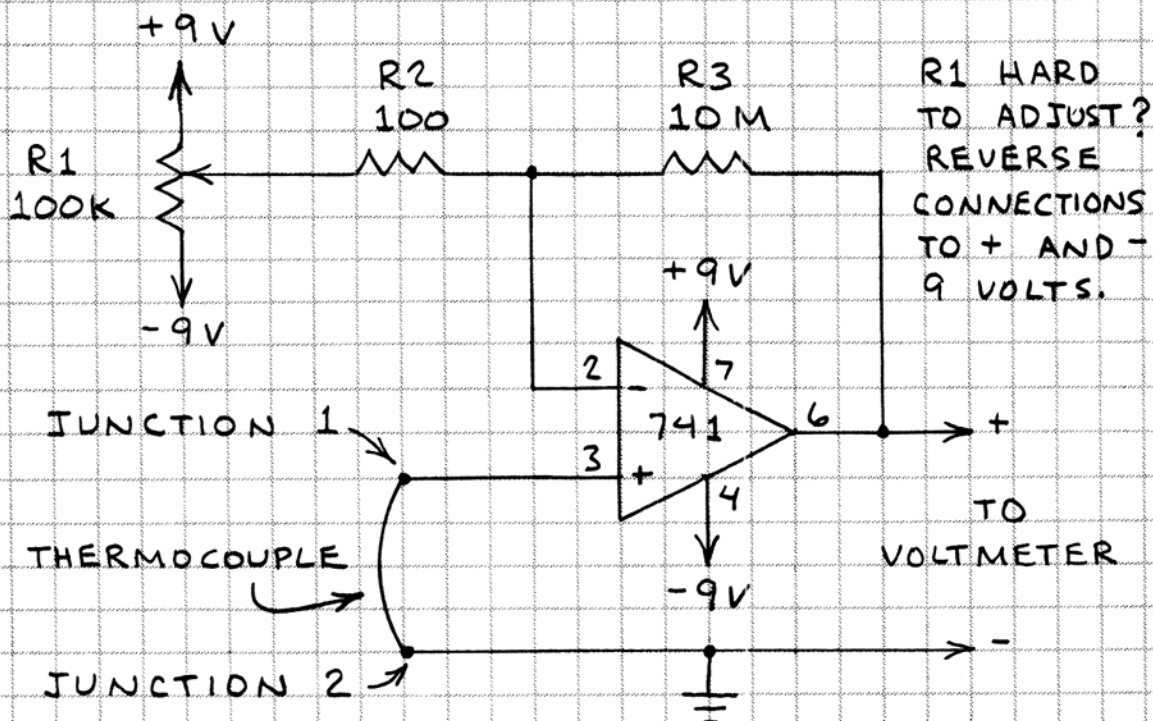 +9V
R1
100K
-9V
R2
100
R3
10M
R1 HARD
TO ADJUST?
REVERSE
CONNECTIONS
TO + AND -
9 VOLTS.
+9V
7
2
-
741
6
+
3
+
4
-9V
JUNCTION 1
THERMOCOUPLE
JUNCTION 2
TO
VOLTMETER
-